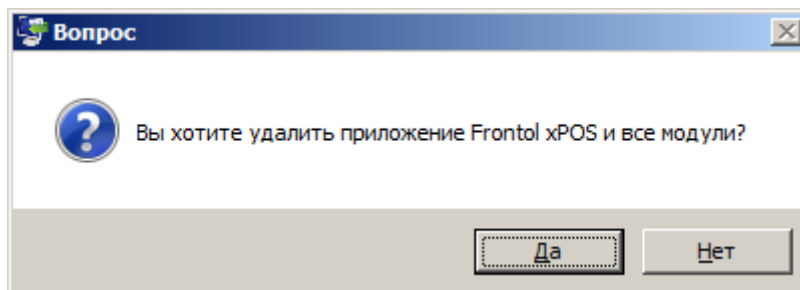 Вопрос
Вы хотите удалить приложение Frontol xPOS и все модули?
Да
Нет